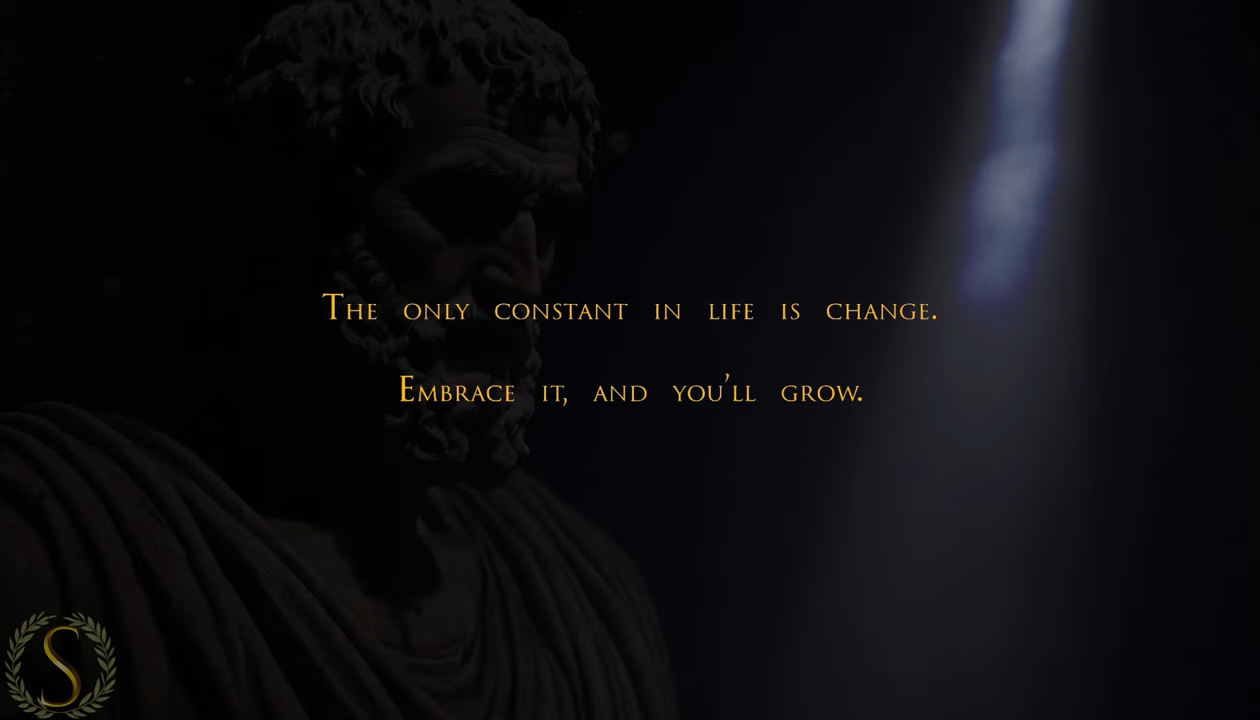 The only constant in life is change.
Embrace it, and you'll grow.
S